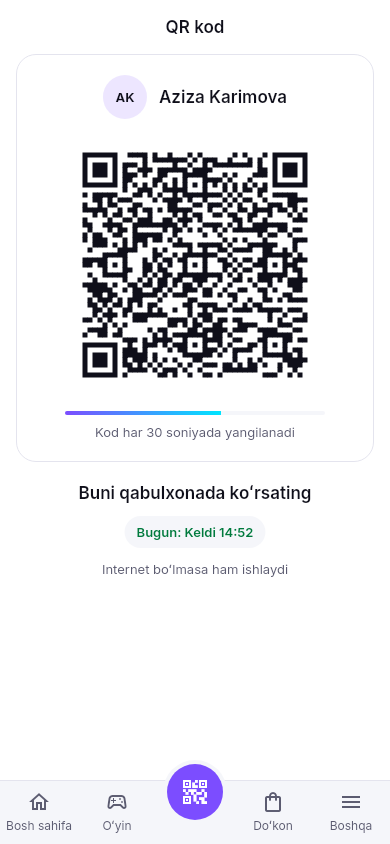 QR kod
AK
Aziza Karimova
Kod har 30 soniyada yangilanadi
Buni qabulxonada koʻrsating
Bugun: Keldi 14:52
Internet boʻlmasa ham ishlaydi
Bosh sahifa
Oʻyin
Doʻkon
Boshqa